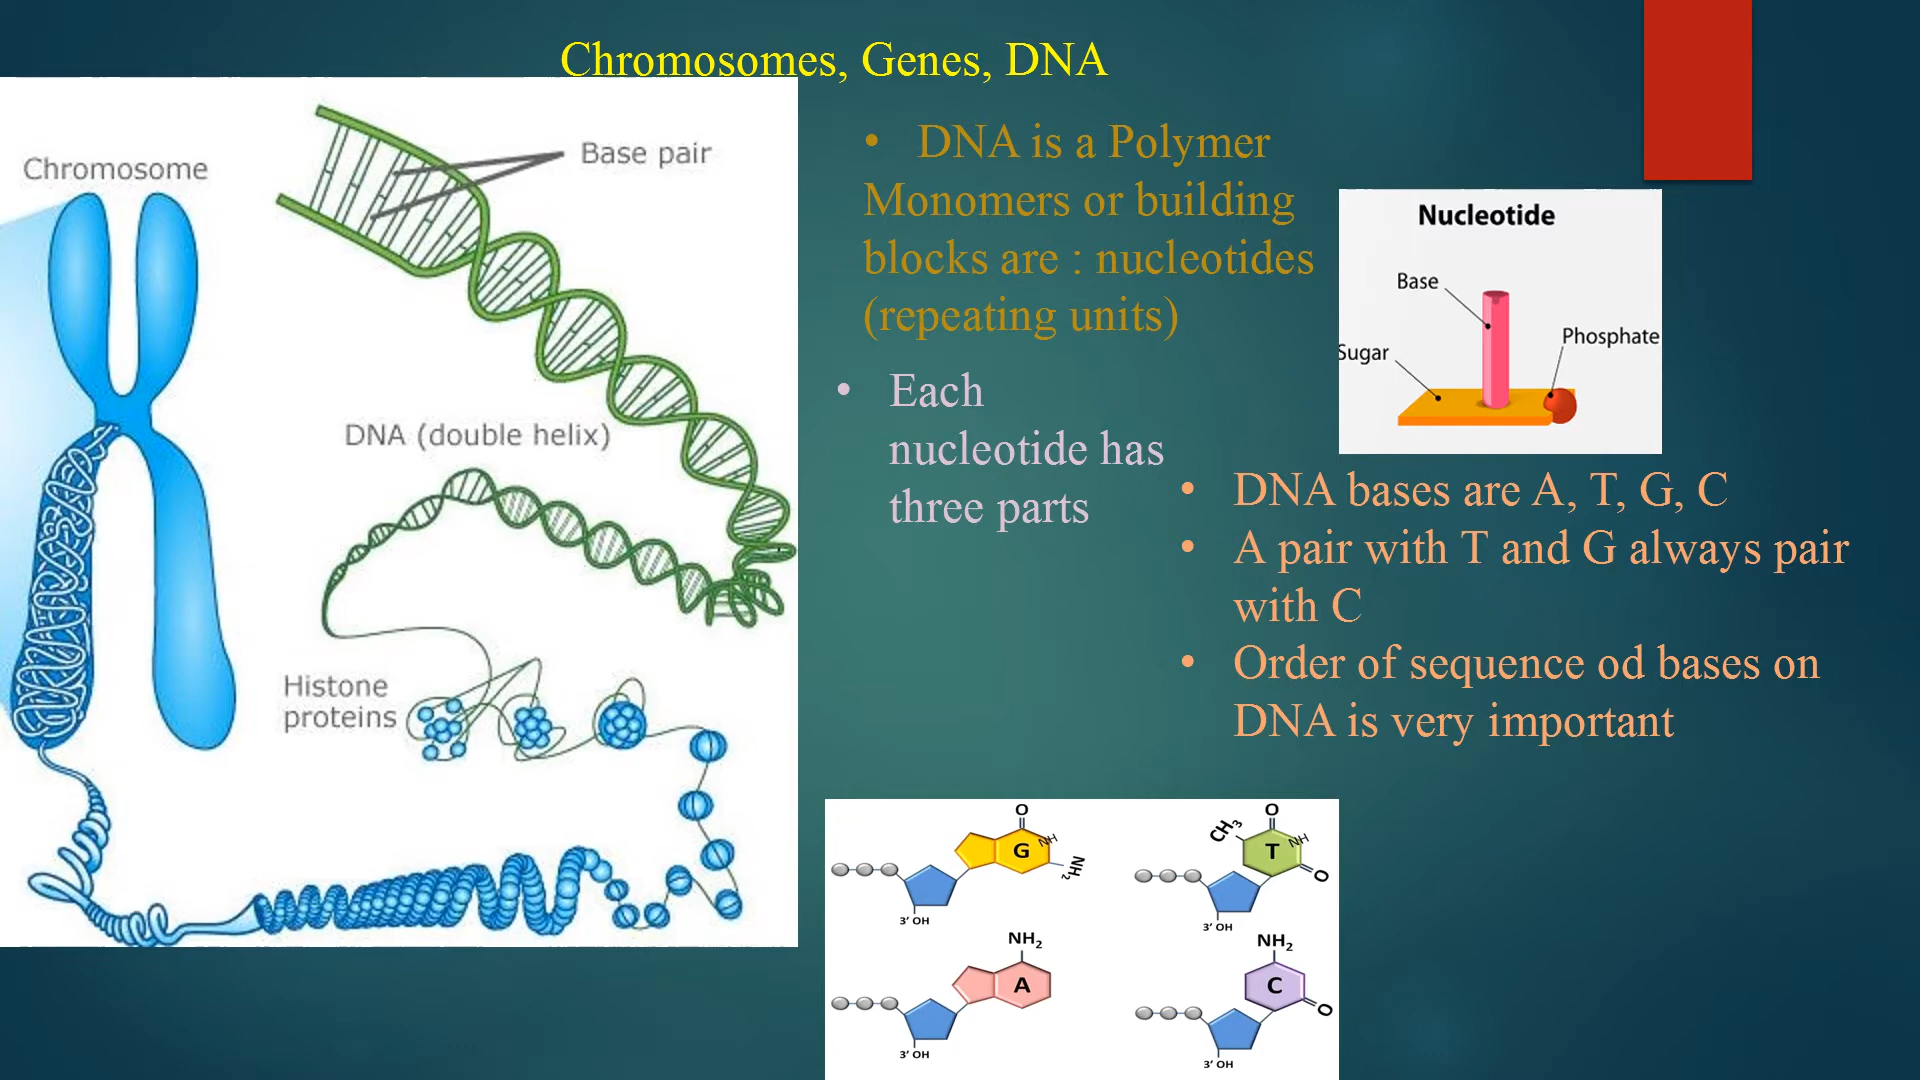 Chromosomes, Genes, DNA
Chromosome
Base pair
DNA (double helix)
Histone
proteins
• DNA is a Polymer
Monomers or building
blocks are : nucleotides
(repeating units)
• Each
nucleotide has
three parts
Nucleotide
Base
Phosphate
Sugar
• DNA bases are A, T, G, C
• A pair with T and G always pair
with C
• Order of sequence od bases on
DNA is very important
O
NH
G
NH₂
3' OH
O
CH₃
NH
T
O
3' OH
NH₂
A
3' OH
NH₂
C
O
3' OH